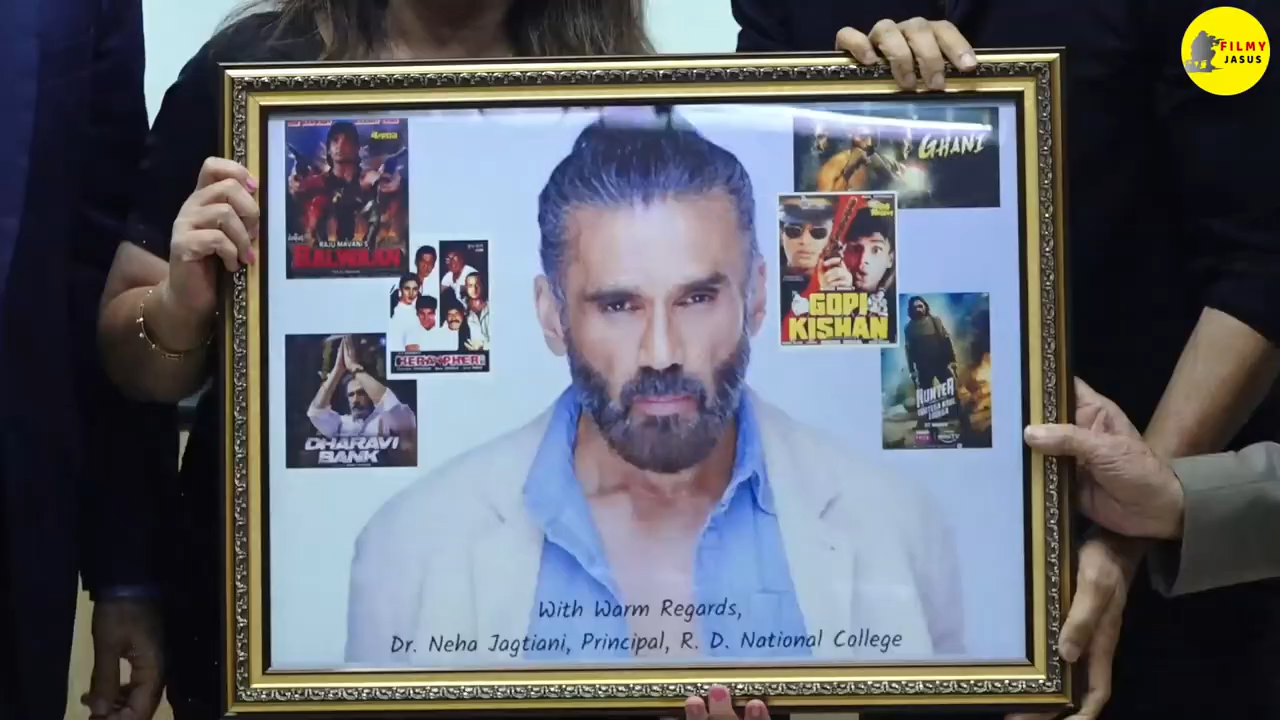 FILMY
JASUS
RAJU MAVANI'S
BALWAAN
GHANI
GOPI
KISHAN
HERA PHERI
DHARAVI
BANK
HUNTER
With Warm Regards,
Dr. Neha Jagtiani, Principal, R. D. National College